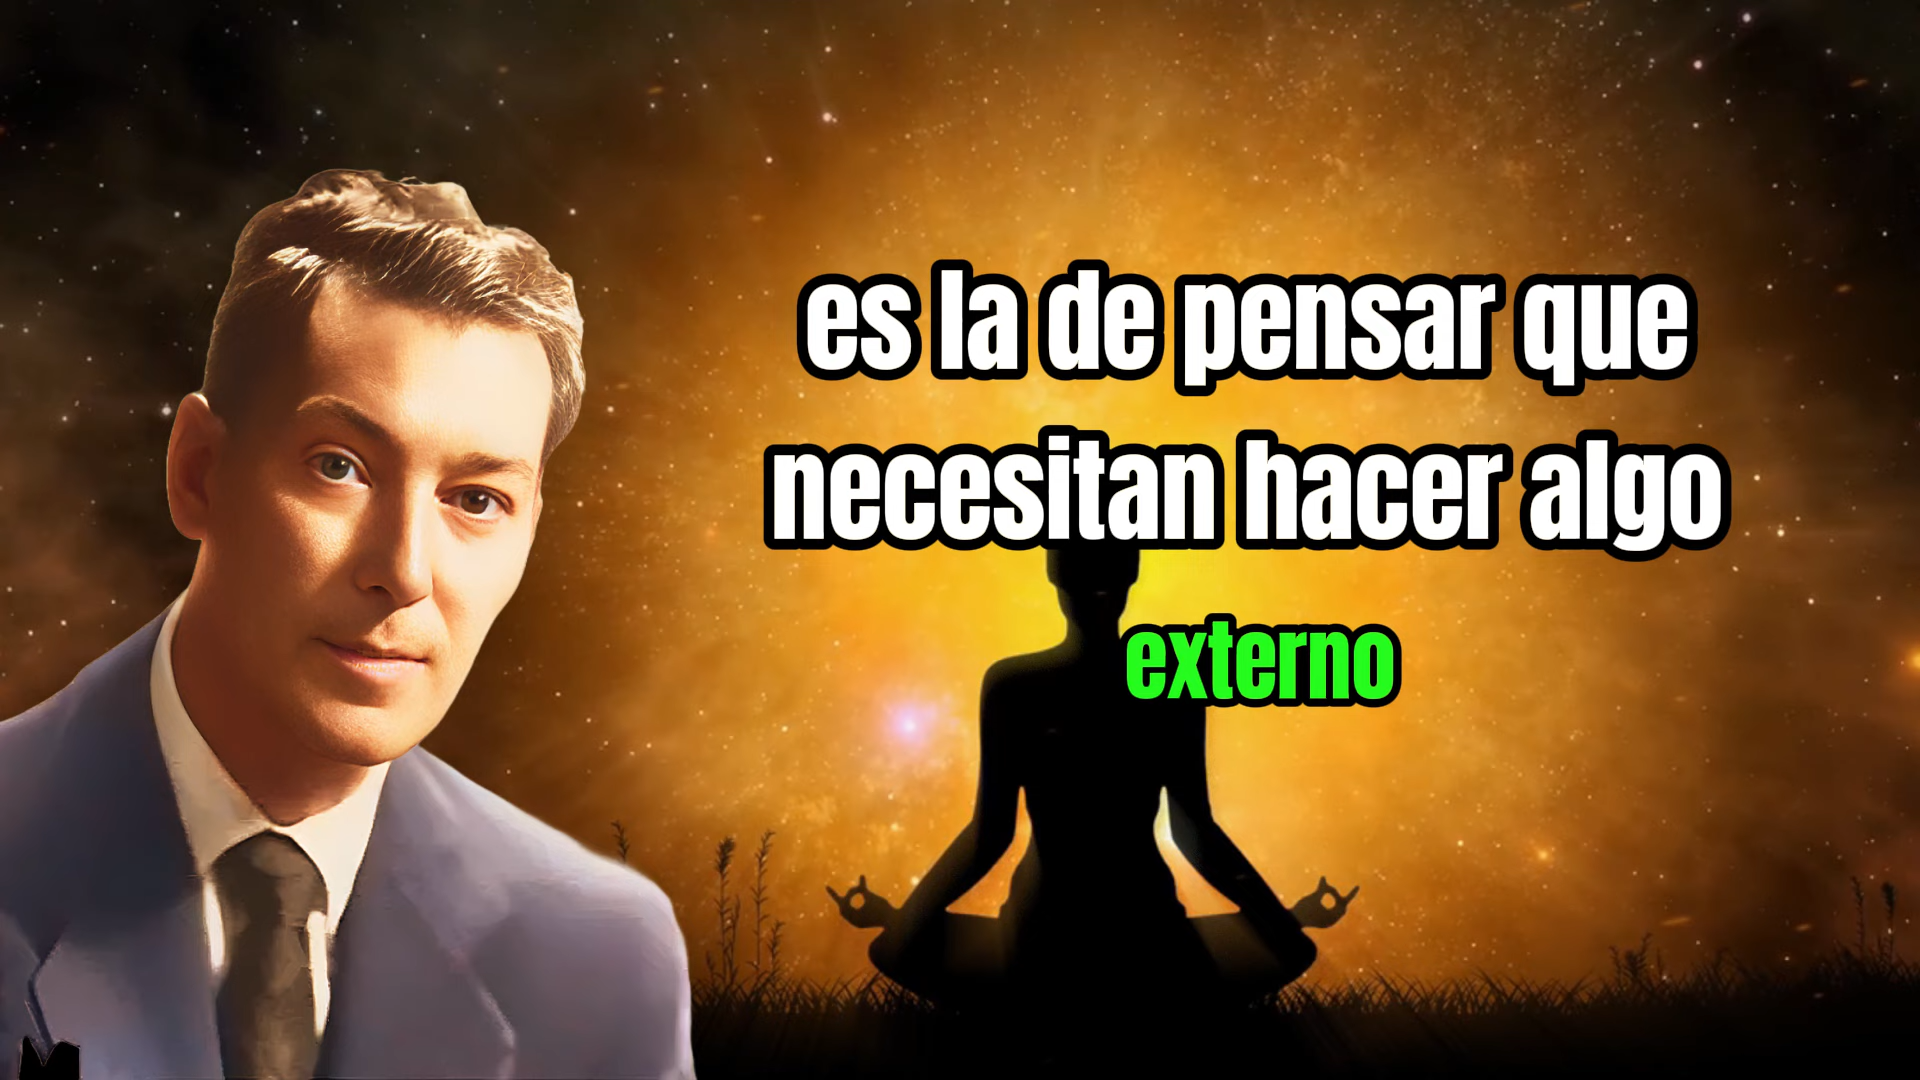 es la de pensar que
necesitan hacer algo
externo